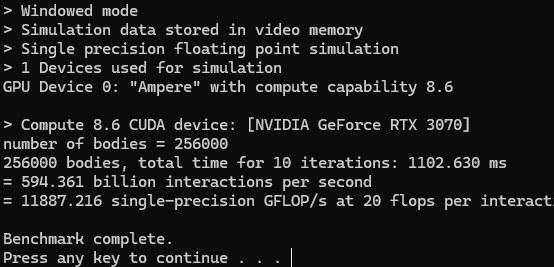 > Windowed mode
> Simulation data stored in video memory
> Single precision floating point simulation
> 1 Devices used for simulation
GPU Device 0: "Ampere" with compute capability 8.6
> Compute 8.6 CUDA device: [NVIDIA GeForce RTX 3070]
number of bodies = 256000
256000 bodies, total time for 10 iterations: 1102.630 ms
= 594.361 billion interactions per second
= 11887.216 single-precision GFLOP/s at 20 flops per interacti
Benchmark complete.
Press any key to continue . . .